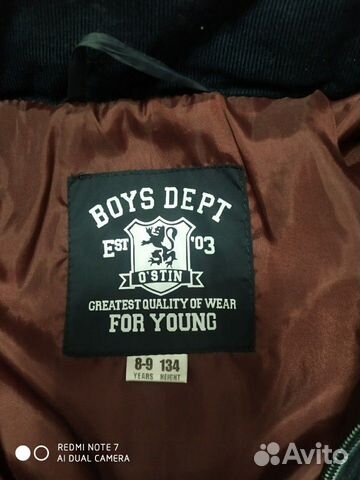 BOYS DEPT
EST '03
O'STIN
GREATEST QUALITY OF WEAR
FOR YOUNG
8-9 134
YEARS HEIGHT
REDMI NOTE 7
AI DUAL CAMERA
Avito